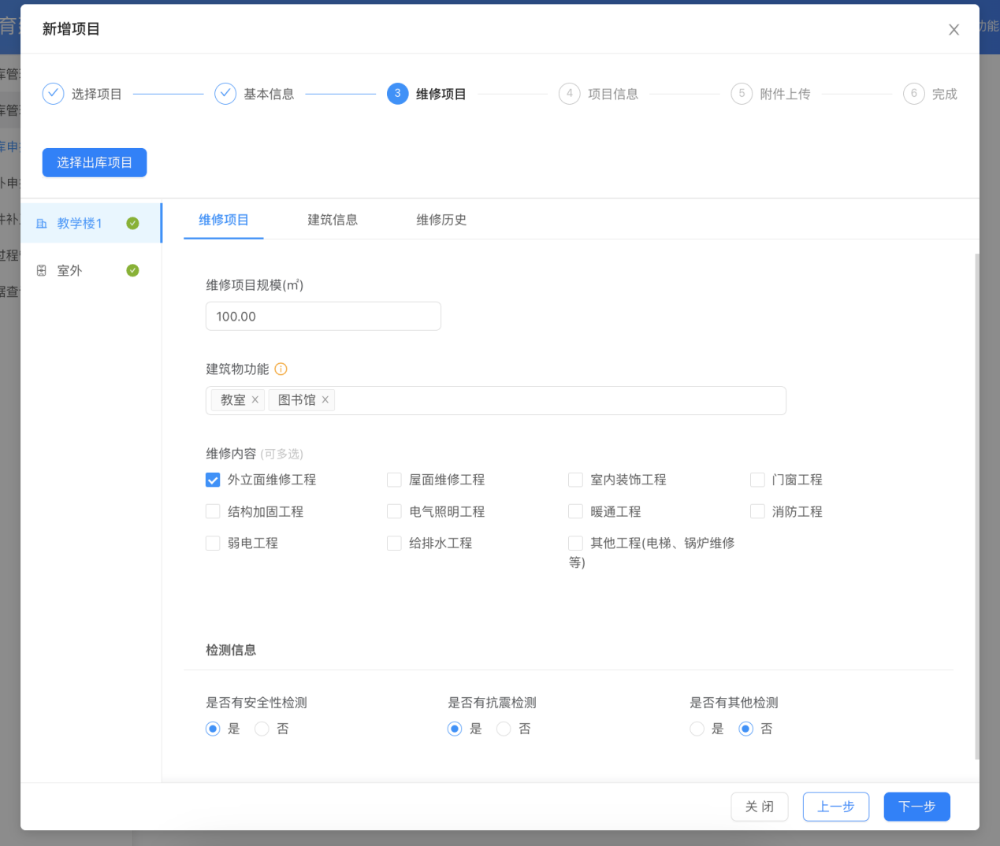 新增项目
选择项目
基本信息
3 维修项目
4 项目信息
5 附件上传
6 完成
选择出库项目
教学楼1
室外
维修项目 建筑信息 维修历史
维修项目规模(㎡)
100.00
建筑物功能
教室 图书馆
维修内容 (可多选)
外立面维修工程 屋面维修工程 室内装饰工程 门窗工程
结构加固工程 电气照明工程 暖通工程 消防工程
弱电工程 给排水工程 其他工程(电梯、锅炉维修
等)
检测信息
是否有安全性检测 是否有抗震检测 是否有其他检测
是 否 是 否 是 否
关 闭 上一步 下一步